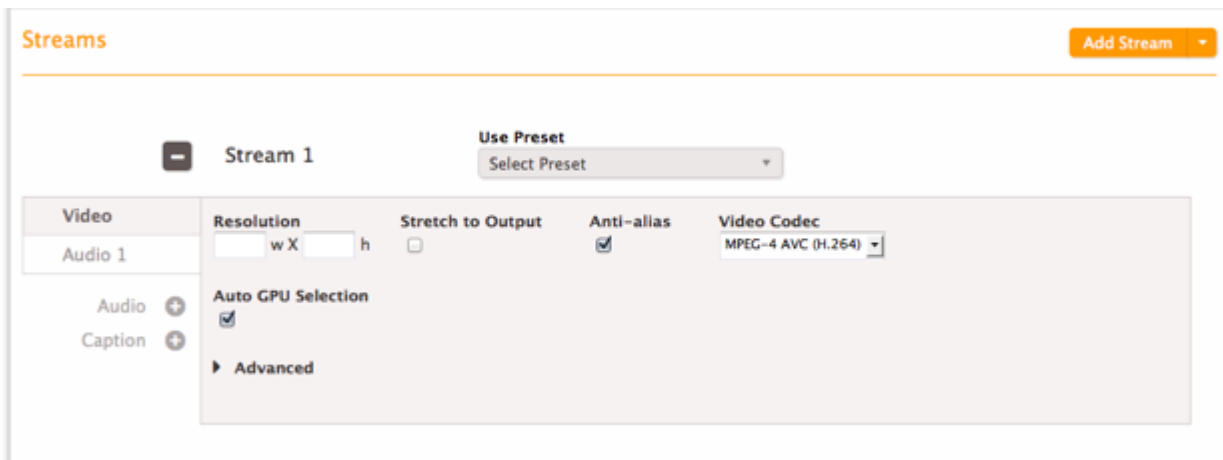 Streams
Add Stream
Stream 1
Use Preset
Select Preset
Video
Audio 1
Audio
Caption
Resolution
w X h
Stretch to Output
Anti-alias
Video Codec
MPEG-4 AVC (H.264)
Auto GPU Selection
Advanced